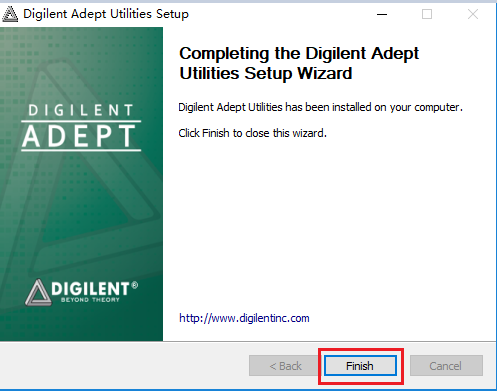 Digilent Adept Utilities Setup
Completing the Digilent Adept
Utilities Setup Wizard
Digilent Adept Utilities has been installed on your computer.
Click Finish to close this wizard.
DIGILENT
ADEPT
DIGILENT®
BEYOND THEORY
http://www.digilentinc.com
< Back
Finish
Cancel